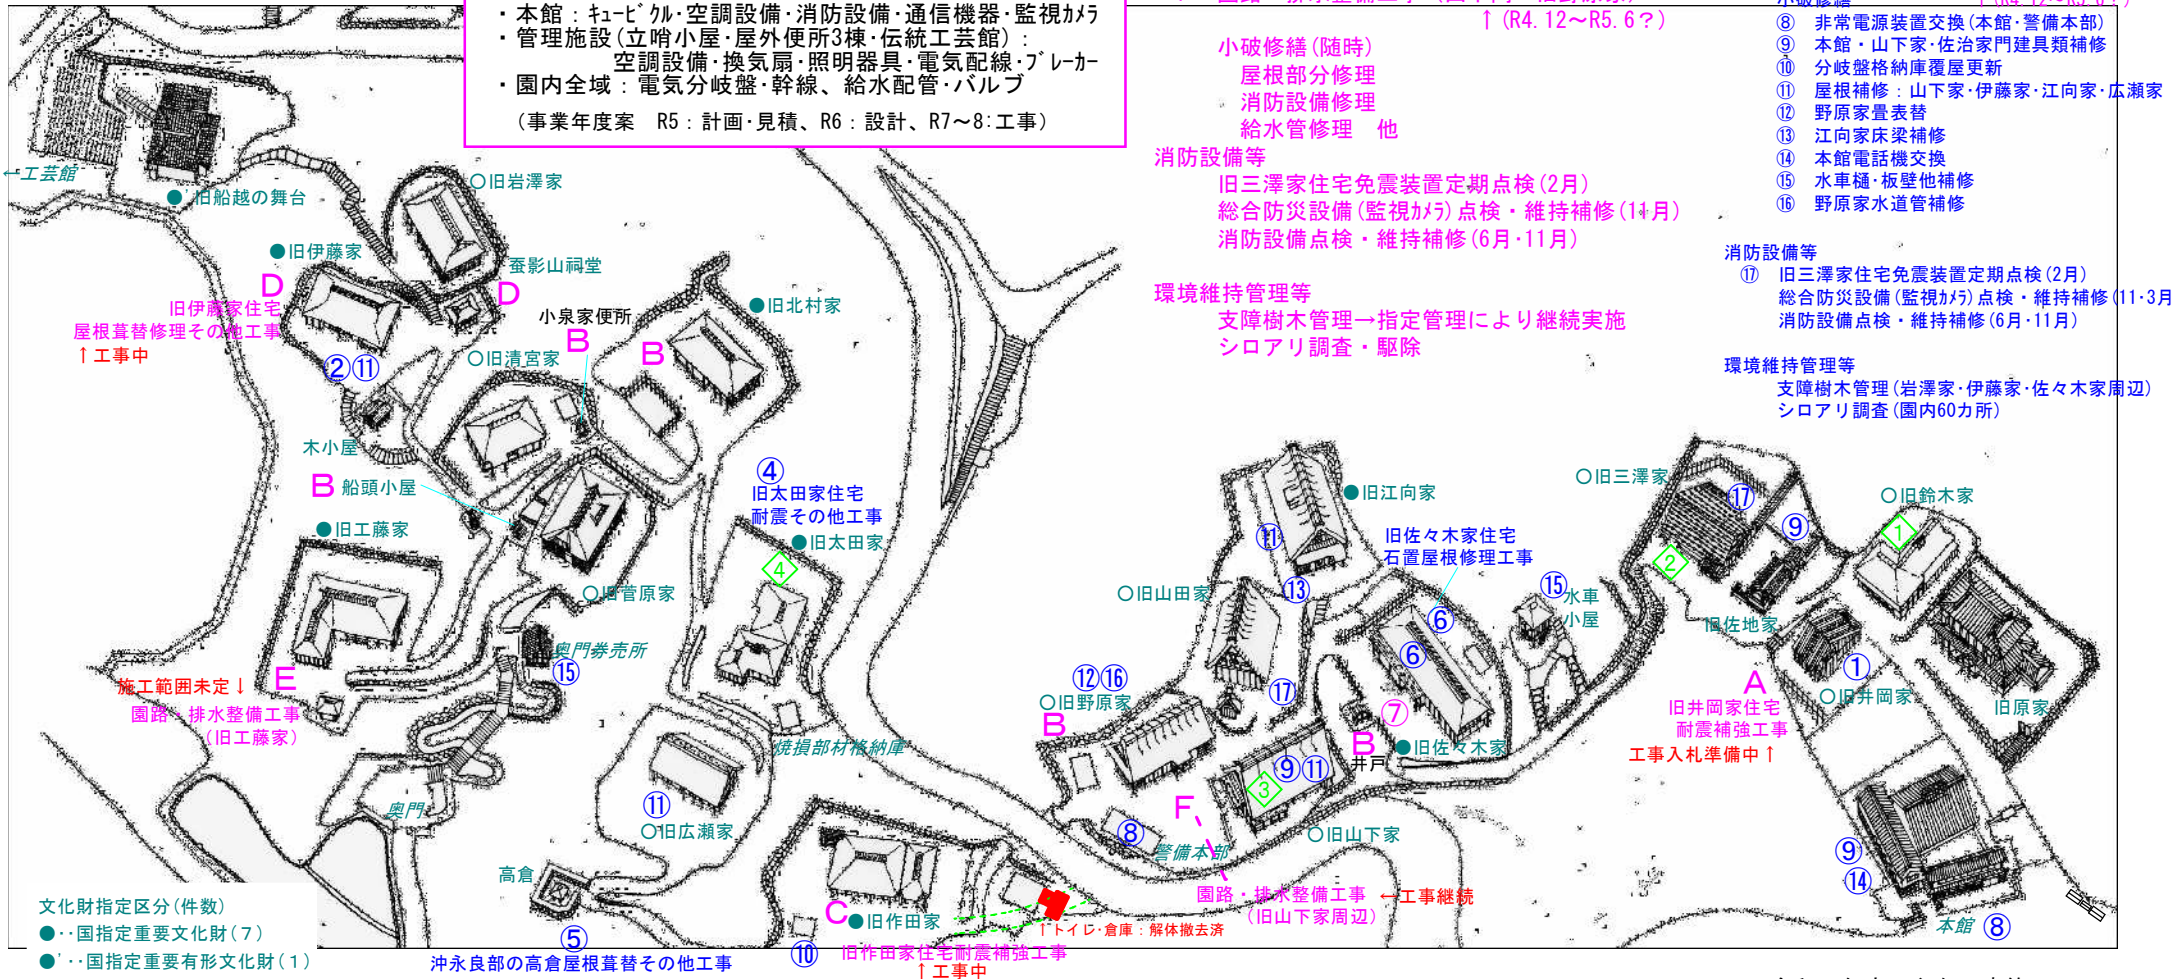 ・本館：ｷｭｰﾋﾞｸﾙ･空調設備･消防設備･通信機器･監視ｶﾒﾗ
・管理施設(立哨小屋･屋外便所3棟･伝統工芸館)：
空調設備･換気扇･照明器具･電気配線･ﾌﾞﾚｰｶｰ
・園内全域：電気分岐盤･幹線、給水配管･バルブ
(事業年度案　R5：計画･見積、R6：設計、R7～8:工事)
↑(R4.12～R5.6？)
小破修繕(随時)
屋根部分修理
消防設備修理
給水管修理　他
消防設備等
旧三澤家住宅免震装置定期点検(2月)
総合防災設備(監視ｶﾒﾗ)点検・維持補修(11月)
消防設備点検・維持補修(6月･11月)
環境維持管理等
支障樹木管理→指定管理により継続実施
シロアリ調査・駆除
小破修繕
⑧　非常電源装置交換(本館･警備本部)
⑨　本館・山下家･佐治家門建具類補修
⑩　分岐盤格納庫覆屋更新
⑪　屋根補修：山下家･伊藤家･江向家･広瀬家
⑫　野原家畳表替
⑬　江向家床梁補修
⑭　本館電話機交換
⑮　水車樋･板壁他補修
⑯　野原家水道管補修
消防設備等
⑰　旧三澤家住宅免震装置定期点検(2月)
総合防災設備(監視ｶﾒﾗ)点検・維持補修(11･3月
消防設備点検・維持補修(6月･11月)
環境維持管理等
支障樹木管理(岩澤家･伊藤家･佐々木家周辺)
シロアリ調査(園内60カ所)
←工芸館
●'旧船越の舞台
○旧岩澤家
●旧伊藤家
D
蚕影山祠堂
D
旧伊藤家住宅
屋根葺替修理その他工事
↑工事中
②⑪
小泉家便所
B
B
●旧北村家
○旧清宮家
木小屋
B 船頭小屋
●旧工藤家
④
旧太田家住宅
耐震その他工事
●旧太田家
④
○旧菅原家
奥門券売所
⑮
E
施工範囲未定↓
園路・排水整備工事
(旧工藤家)
奥門
焼損部材格納庫
⑪
○旧広瀬家
高倉
⑤
沖永良部の高倉屋根葺替その他工事
⑩
C
●旧作田家
旧作田家住宅耐震補強工事
↑工事中
↑トイレ･倉庫：解体撤去済
●旧江向家
⑪
⑬
○旧山田家
旧佐々木家住宅
石置屋根修理工事
⑥
⑥
⑮
水車
小屋
⑫⑯
○旧野原家
B
⑰
⑦
B
井戸
●旧佐々木家
⑨⑪
③
F
⑧
警備本部
○旧山下家
園路・排水整備工事
(旧山下家周辺)
←工事継続
○旧三澤家
⑰
⑨
②
旧佐地家
○旧鈴木家
①
①
A
○旧井岡家
旧井岡家住宅
耐震補強工事
工事入札準備中↑
旧原家
⑨
⑭
本館
⑧
文化財指定区分(件数)
●‥国指定重要文化財(７)
●'‥国指定重要有形文化財(１)